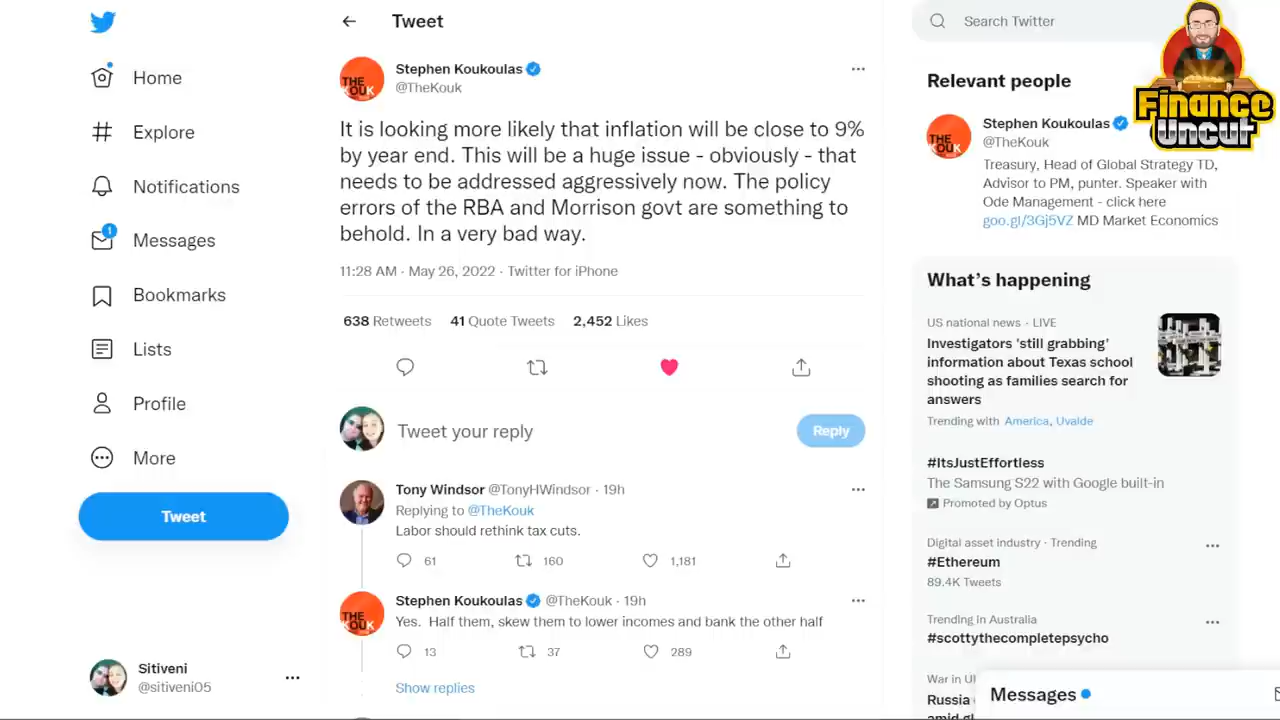 Home
Explore
Notifications
1
Messages
Bookmarks
Lists
Profile
More
Tweet
Sitiveni
@sitiveni05
Tweet
THE KOUK
Stephen Koukoulas
@TheKouk
It is looking more likely that inflation will be close to 9%
by year end. This will be a huge issue - obviously - that
needs to be addressed aggressively now. The policy
errors of the RBA and Morrison govt are something to
behold. In a very bad way.
11:28 AM · May 26, 2022 · Twitter for iPhone
638 Retweets 41 Quote Tweets 2,452 Likes
Tweet your reply
Reply
Tony Windsor @TonyHWindsor · 19h
Replying to @TheKouk
Labor should rethink tax cuts.
61 160 1,181
THE KOUK
Stephen Koukoulas @TheKouk · 19h
Yes. Half them, skew them to lower incomes and bank the other half
13 37 289
Show replies
Search Twitter
Finance
Uncut
Relevant people
THE KOUK
Stephen Koukoulas
@TheKouk
Treasury, Head of Global Strategy TD,
Advisor to PM, punter. Speaker with
Ode Management - click here
goo.gl/3Gj5VZ MD Market Economics
What's happening
US national news · LIVE
Investigators 'still grabbing'
information about Texas school
shooting as families search for
answers
Trending with America, Uvalde
#ItsJustEffortless
The Samsung S22 with Google built-in
Promoted by Optus
Digital asset industry · Trending
#Ethereum
89.4K Tweets
Trending in Australia
#scottythecompletepsycho
War in
Russia
Messages